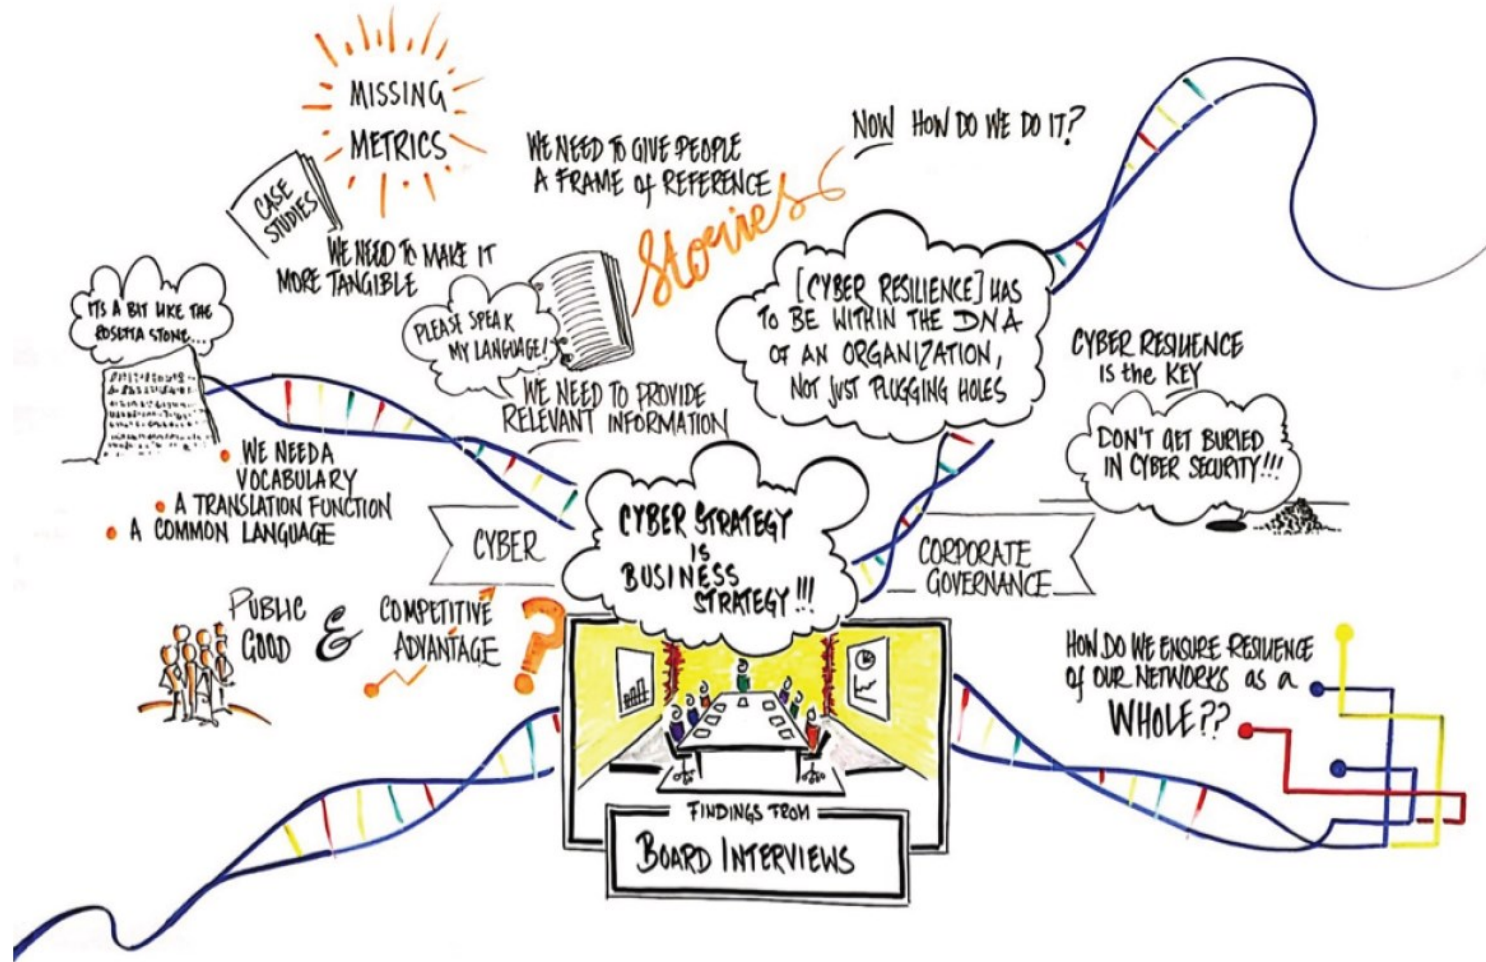 MISSING
METRICS
CASE
STUDIES
WE NEED TO MAKE IT
MORE TANGIBLE
WE NEED TO GIVE PEOPLE
A FRAME of REFERENCE
Stories
NOW HOW DO WE DO IT?
IT'S A BIT LIKE THE
ROSETTA STONE...
PLEASE SPEAK
MY LANGUAGE!
WE NEED TO PROVIDE
RELEVANT INFORMATION
[CYBER RESILIENCE] HAS
TO BE WITHIN THE DNA
OF AN ORGANIZATION,
NOT JUST PLUGGING HOLES
CYBER RESILIENCE
IS the KEY
DON'T GET BURIED
IN CYBER SECURITY!!!
WE NEED A
VOCABULARY
A TRANSLATION FUNCTION
A COMMON LANGUAGE
CYBER
CYBER STRATEGY
IS
BUSINESS
STRATEGY!!!
CORPORATE
GOVERNANCE
PUBLIC
GOOD
&
COMPETITIVE
ADVANTAGE
?
HOW DO WE ENSURE RESILIENCE
of OUR NETWORKS as a
WHOLE??
FINDINGS FROM
BOARD INTERVIEWS